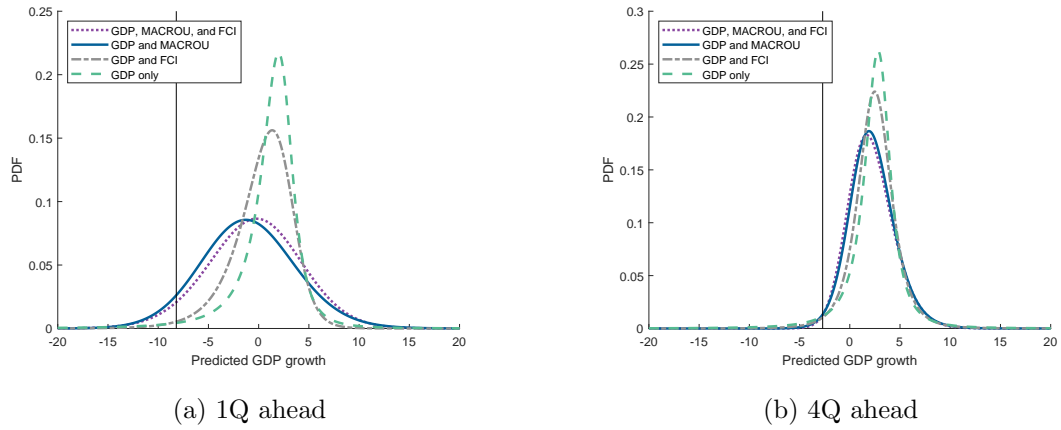 0.25
0.2
0.15
0.1
0.05
0
PDF
GDP, MACROU, and FCI
GDP and MACROU
GDP and FCI
GDP only
-20 -15 -10 -5 0 5 10 15 20
Predicted GDP growth
(a) 1Q ahead
0.3
0.25
0.2
0.15
0.1
0.05
0
PDF
GDP, MACROU, and FCI
GDP and MACROU
GDP and FCI
GDP only
-20 -15 -10 -5 0 5 10 15 20
Predicted GDP growth
(b) 4Q ahead